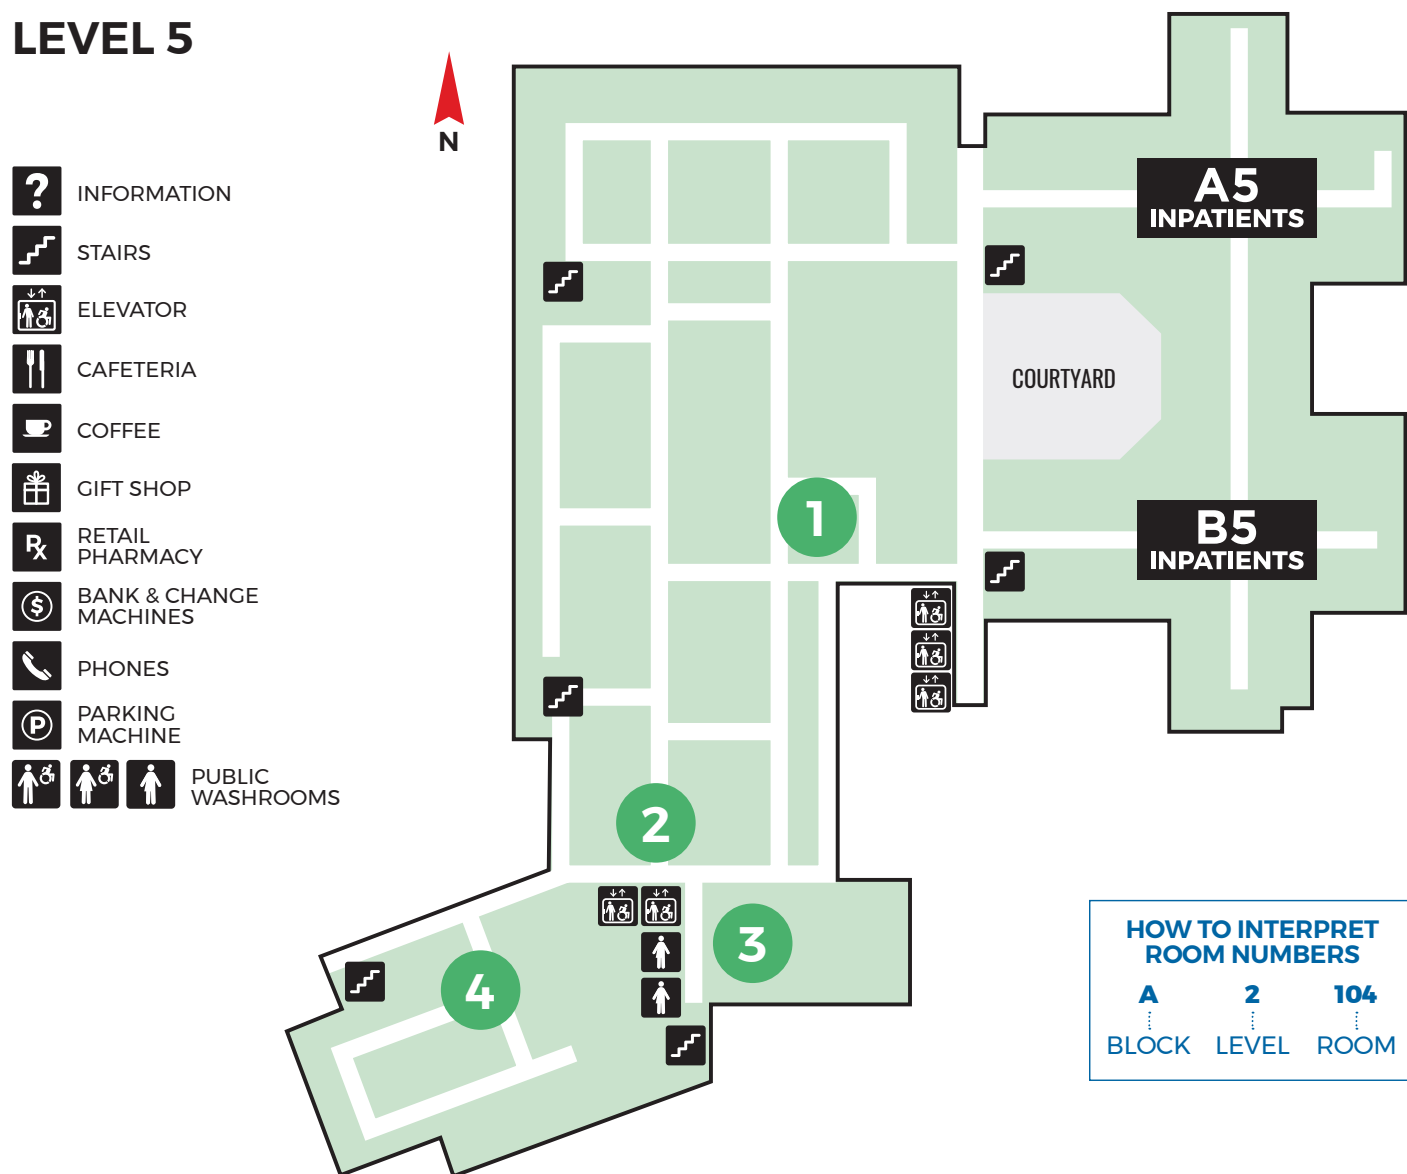 LEVEL 5
N
INFORMATION
STAIRS
ELEVATOR
CAFETERIA
COFFEE
GIFT SHOP
Rx
RETAIL
PHARMACY
$
BANK & CHANGE
MACHINES
PHONES
P
PARKING
MACHINE
PUBLIC
WASHROOMS
A5
INPATIENTS
COURTYARD
1
B5
INPATIENTS
2
3
4
HOW TO INTERPRET
ROOM NUMBERS
A 2 104
BLOCK LEVEL ROOM